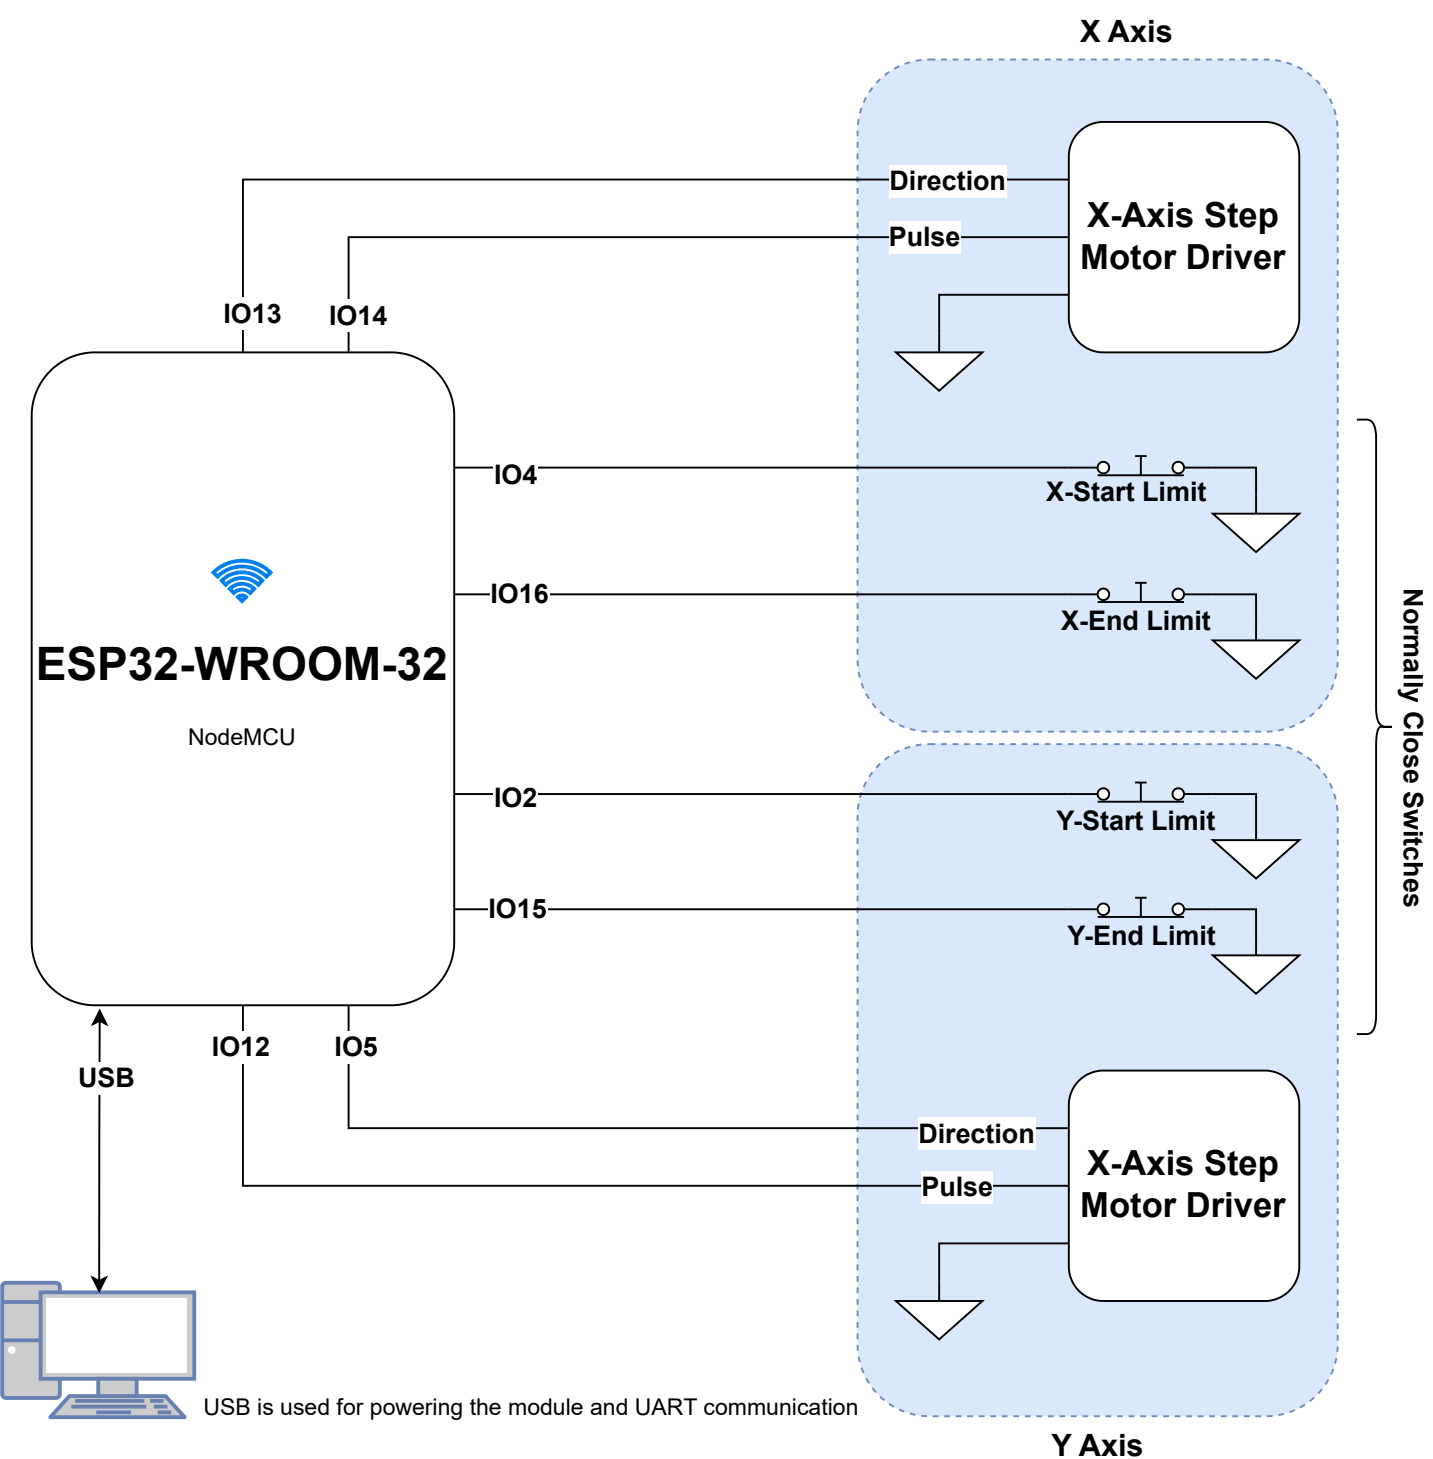 X Axis
Direction
X-Axis Step
Motor Driver
Pulse
IO13
IO14
IO4
X-Start Limit
IO16
X-End Limit
ESP32-WROOM-32
NodeMCU
Normally Close Switches
IO2
Y-Start Limit
IO15
Y-End Limit
IO12
IO5
USB
Direction
X-Axis Step
Motor Driver
Pulse
USB is used for powering the module and UART communication
Y Axis